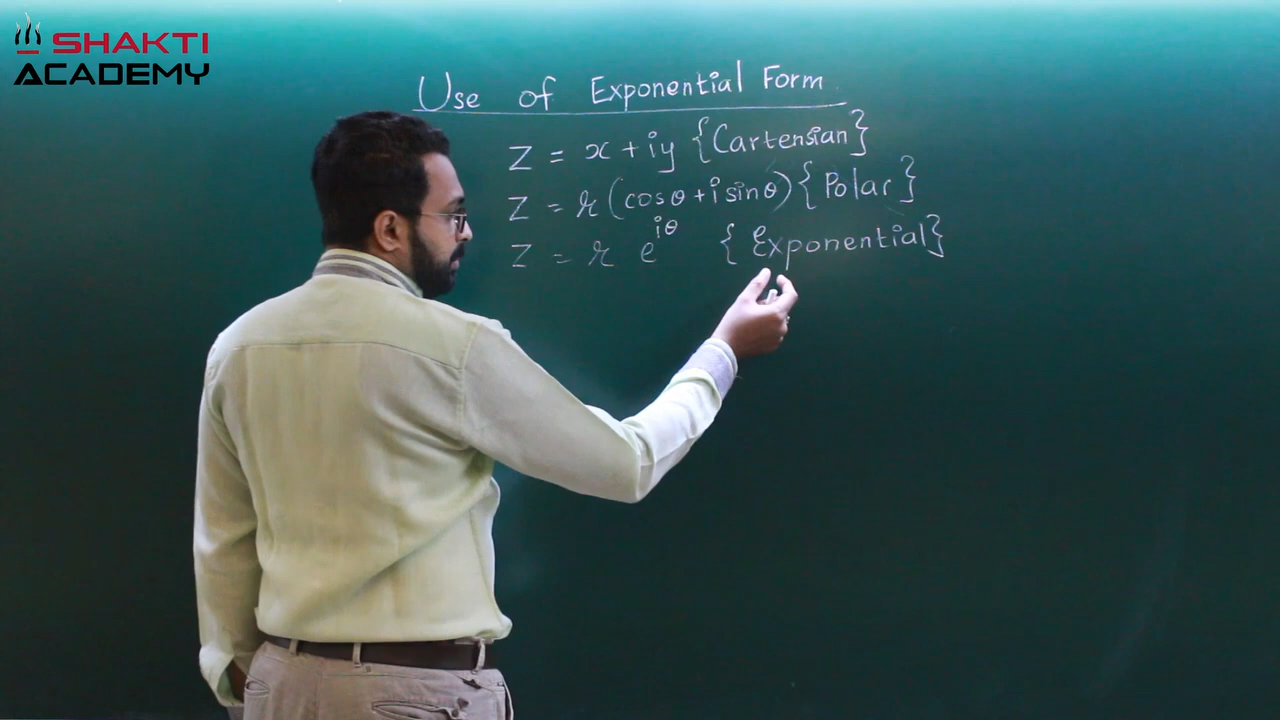 SHAKTI
ACADEMY
Use of Exponential Form
Z = x + iy {Cartensian}
Z = r (cosθ + i sinθ) {Polar}
Z = r e^{iθ} {Exponential}